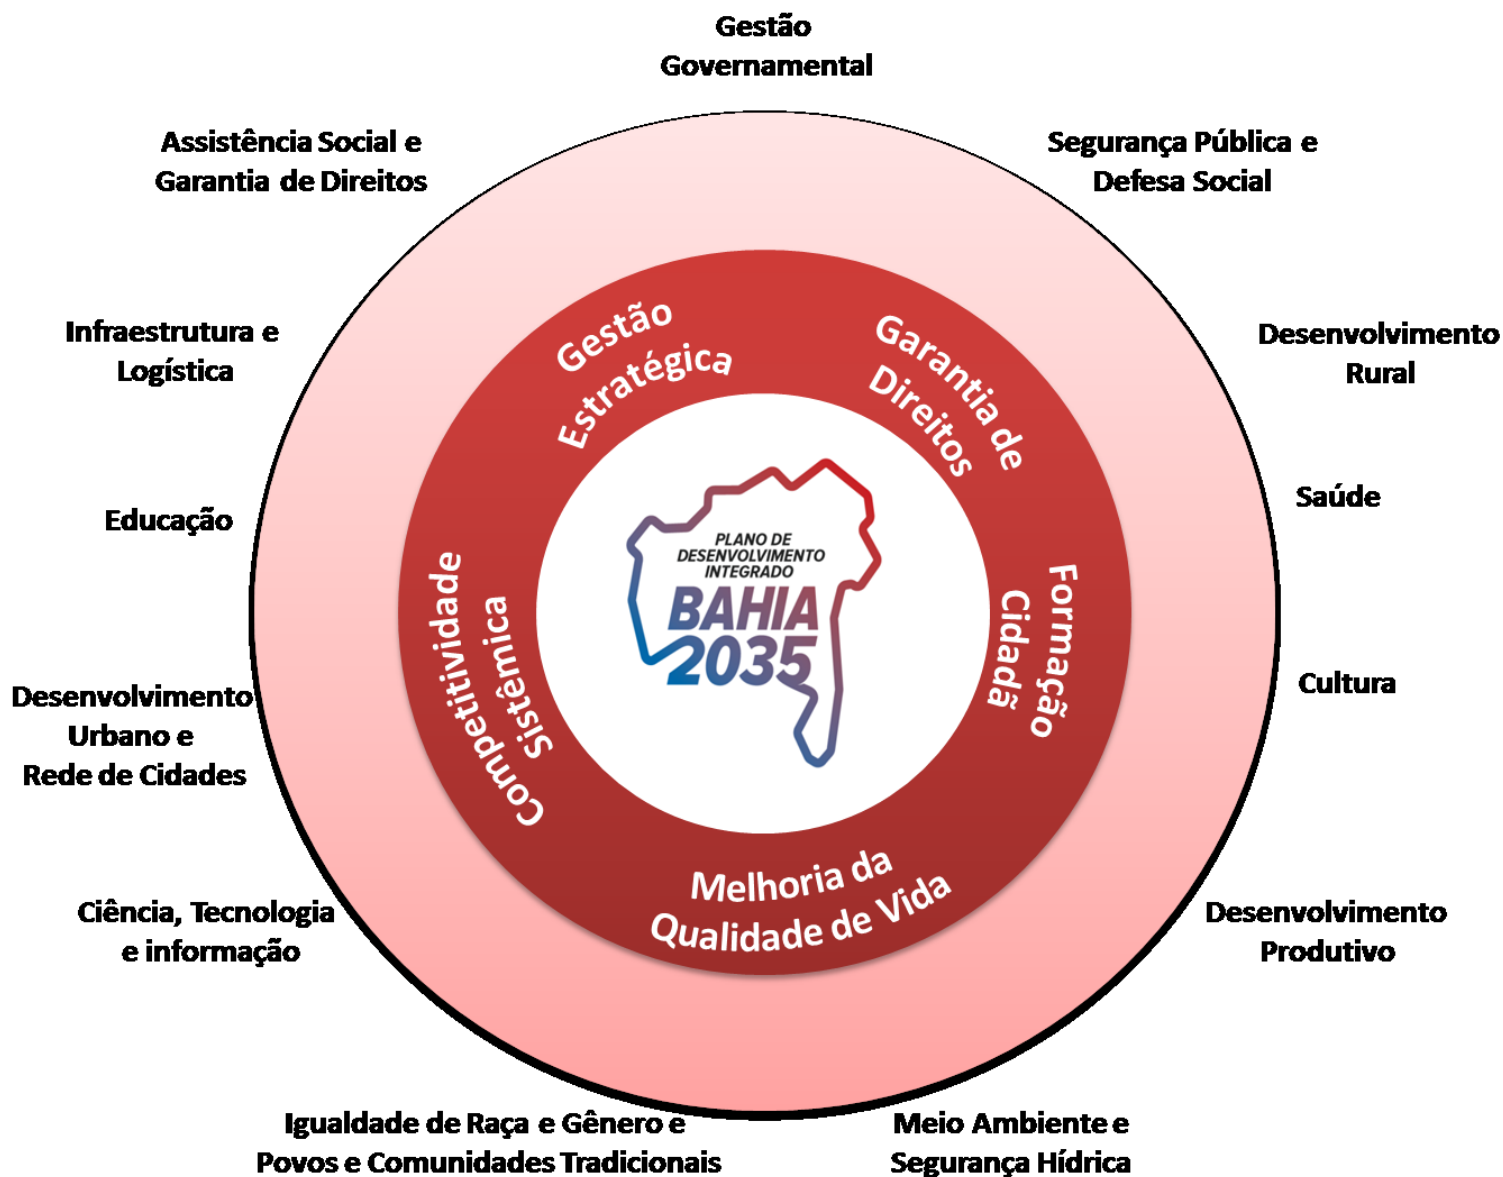 Gestão
Governamental
Assistência Social e
Garantia de Direitos
Segurança Pública e
Defesa Social
Infraestrutura e
Logística
Desenvolvimento
Rural
Educação
Saúde
Desenvolvimento
Urbano e
Rede de Cidades
Cultura
Ciência, Tecnologia
e informação
Desenvolvimento
Produtivo
Igualdade de Raça e Gênero e
Povos e Comunidades Tradicionais
Meio Ambiente e
Segurança Hídrica
Gestão
Estratégica
Garantia de
Direitos
Formação
Cidadã
Melhoria da
Qualidade de Vida
Competitividade
Sistêmica
PLANO DE
DESENVOLVIMENTO
INTEGRADO
BAHIA
2035